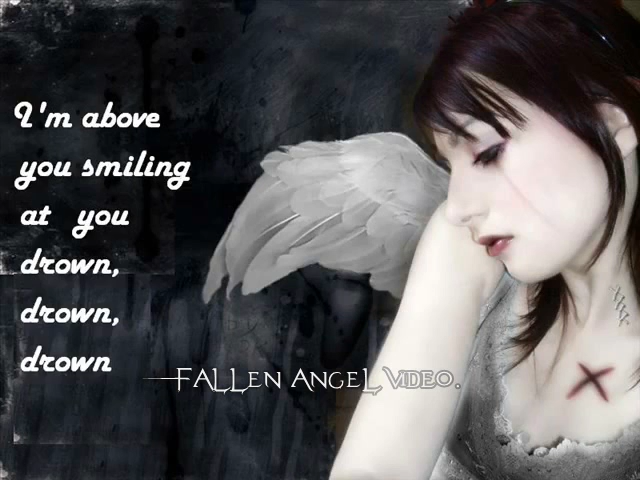 I'm above
you smiling
at you
drown,
drown,
drown
FALLEN ANGEL VIDEO.